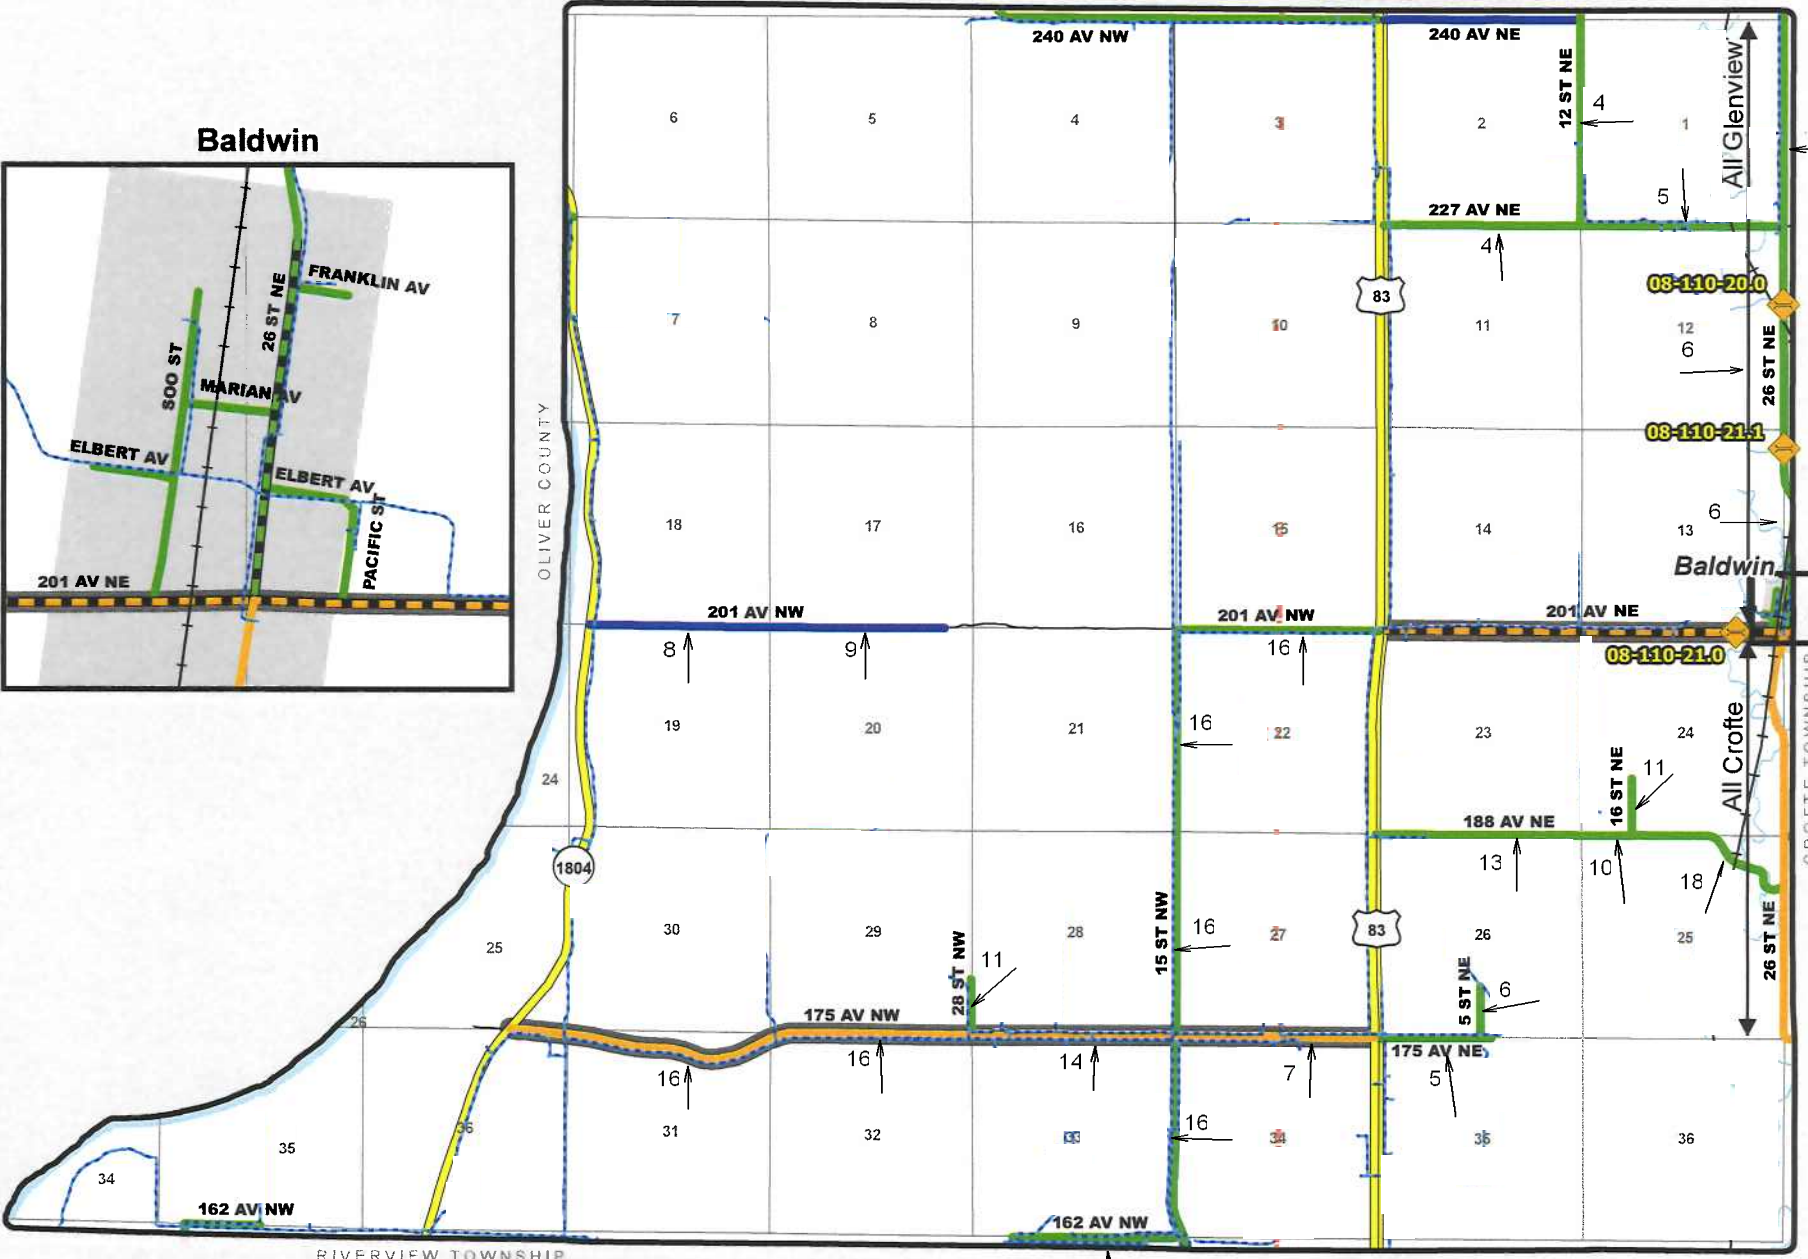 240 AV NW
240 AV NE
12 ST NE
4
All Glenview
6
5
4
3
2
1
Baldwin
5
227 AV NE
4
FRANKLIN AV
26 ST NE
83
08-110-20.0
7
8
9
10
11
12
6
26 ST NE
SOO ST
MARIAN AV
OLIVER COUNTY
08-110-21.1
ELBERT AV
ELBERT AV
PACIFIC ST
18
17
16
15
14
13
6
Baldwin
201 AV NE
201 AV NW
201 AV NW
201 AV NE
8
9
16
08-110-21.0
19
20
21
16
22
23
24
24
16 ST NE
11
All Crofte
188 AV NE
1804
13
10
18
25
30
29
28
27
26
25
28 ST NW
11
15 ST NW
16
83
5 ST NE
6
26 ST NE
26
175 AV NW
175 AV NE
16
16
14
7
5
36
31
32
33
16
34
35
36
35
34
162 AV NW
162 AV NW
RIVERVIEW TOWNSHIP